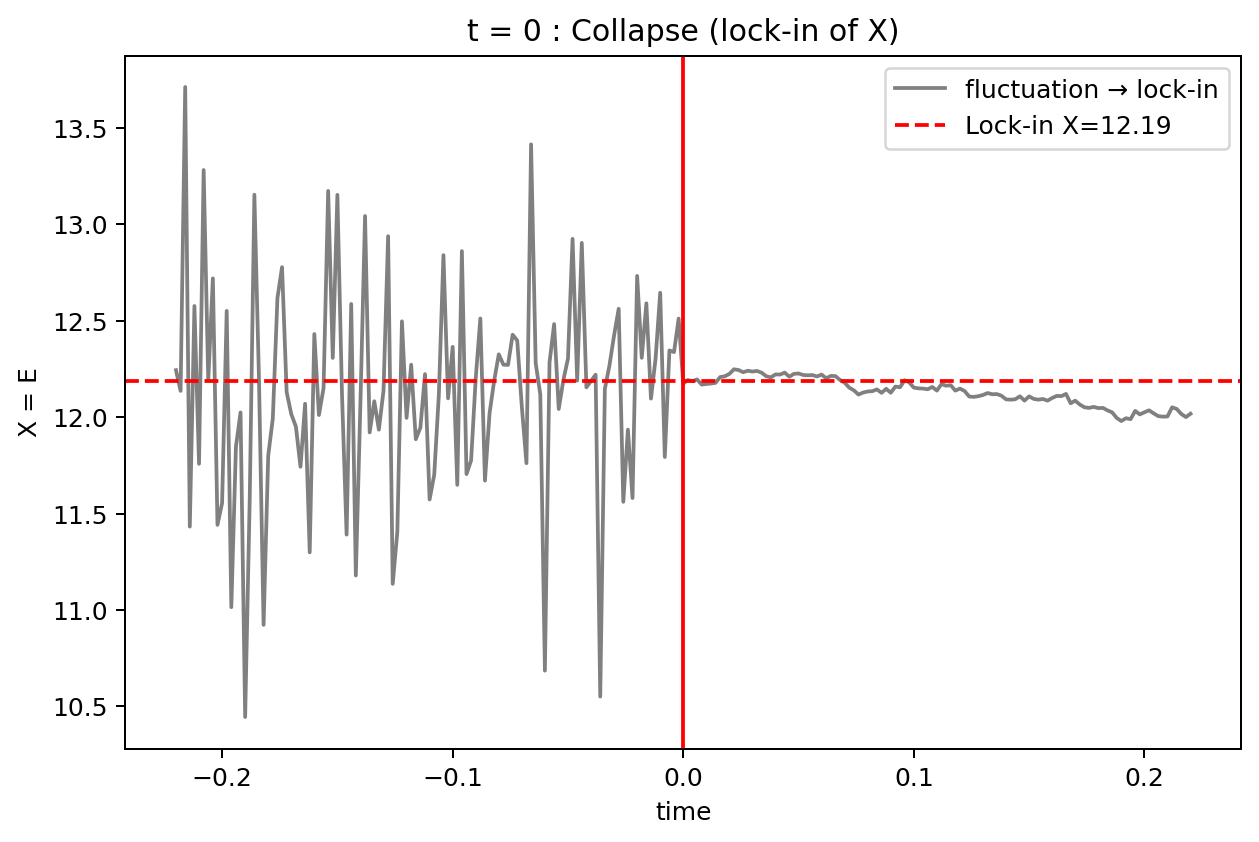 t = 0 : Collapse (lock-in of X)
fluctuation → lock-in
Lock-in X=12.19
X = E
13.5
13.0
12.5
12.0
11.5
11.0
10.5
−0.2
−0.1
0.0
0.1
0.2
time